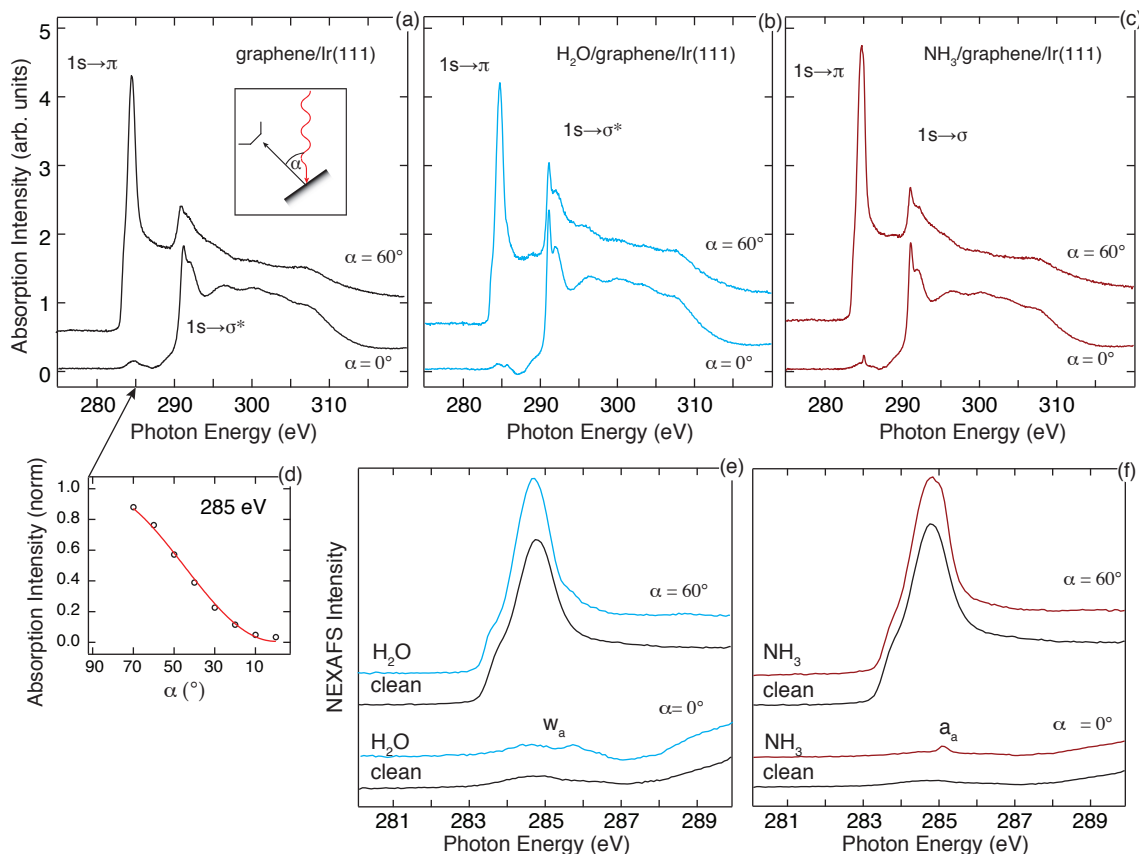 (a)
graphene/Ir(111)
1s→π
α
α = 60°
1s→σ*
α = 0°
5
4
3
2
1
0
Absorption Intensity (arb. units)
280 290 300 310
Photon Energy (eV)
(b)
H₂O/graphene/Ir(111)
1s→π
1s→σ*
α = 60°
α = 0°
280 290 300 310
Photon Energy (eV)
(c)
NH₃/graphene/Ir(111)
1s→π
1s→σ
α = 60°
α = 0°
280 290 300 310
Photon Energy (eV)
(d)
285 eV
1.0
0.8
0.6
0.4
0.2
0.0
Absorption Intensity (norm)
90 70 50 30 10
α (°)
(e)
NEXAFS Intensity
α = 60°
H₂O
clean
α= 0°
wₐ
H₂O
clean
281 283 285 287 289
Photon Energy (eV)
(f)
α = 60°
NH₃
clean
α = 0°
aₐ
NH₃
clean
281 283 285 287 289
Photon Energy (eV)